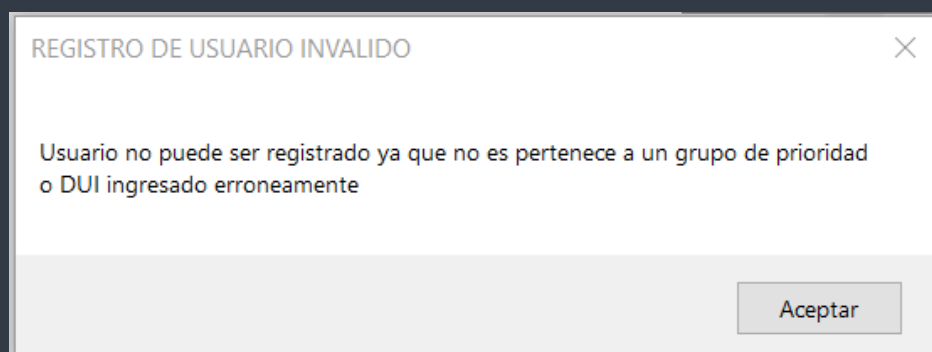 REGISTRO DE USUARIO INVALIDO
Usuario no puede ser registrado ya que no es pertenece a un grupo de prioridad
o DUI ingresado erroneamente
Aceptar